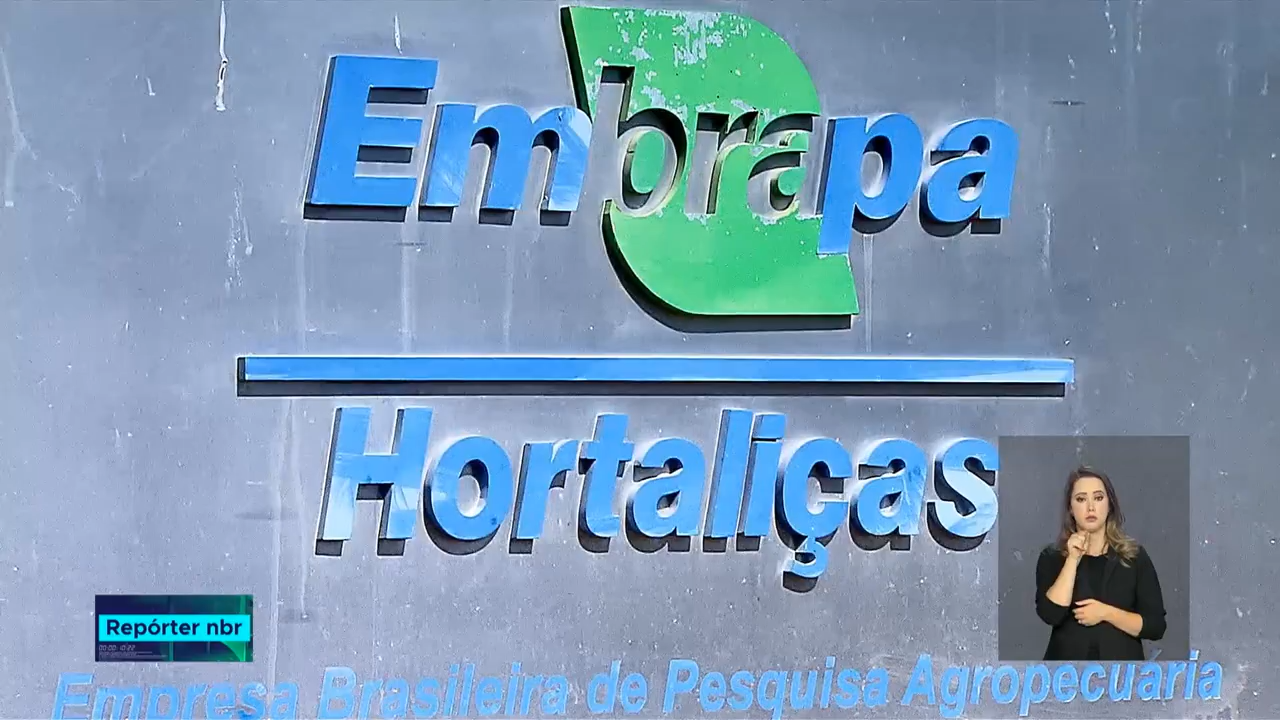 Embrapa
Hortaliças
Repórter nbr
Empresa Brasileira de Pesquisa Agropecuária